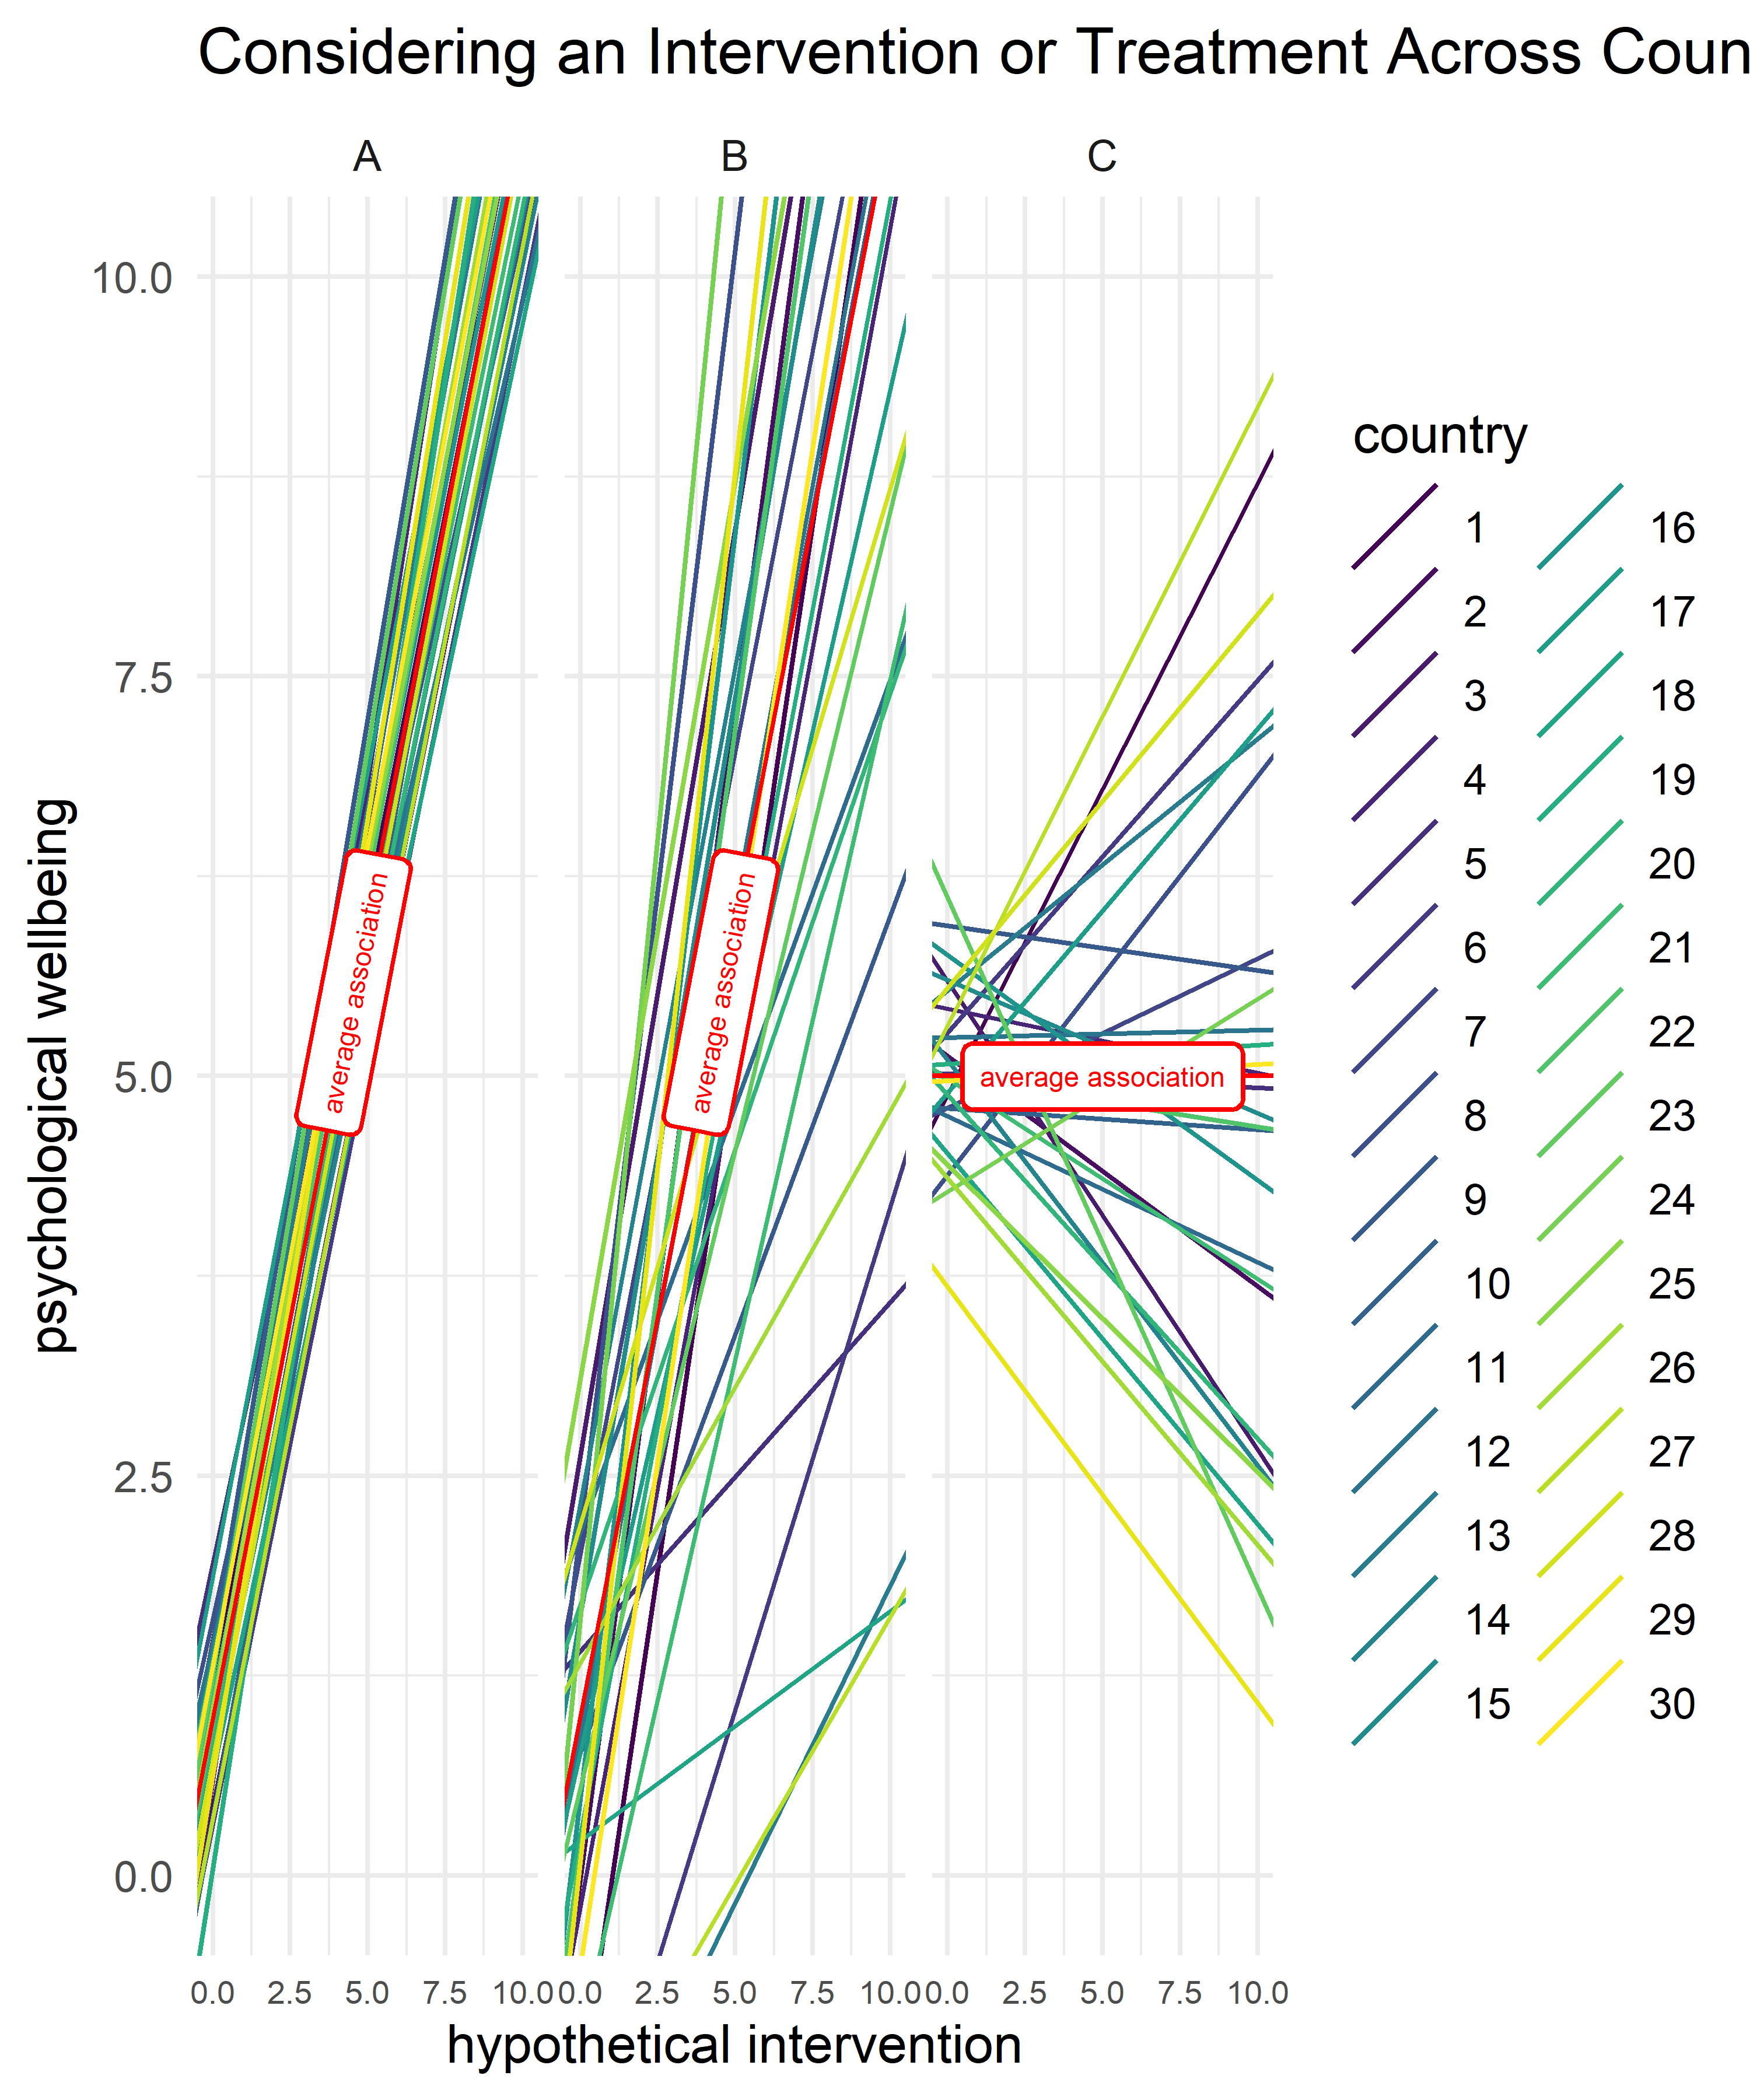 Considering an Intervention or Treatment Across Coun
A B C
10.0
7.5
5.0
2.5
0.0
psychological wellbeing
average association
average association
average association
0.0 2.5 5.0 7.5 10.0 0.0 2.5 5.0 7.5 10.0 0.0 2.5 5.0 7.5 10.0
hypothetical intervention
country
1 16
2 17
3 18
4 19
5 20
6 21
7 22
8 23
9 24
10 25
11 26
12 27
13 28
14 29
15 30